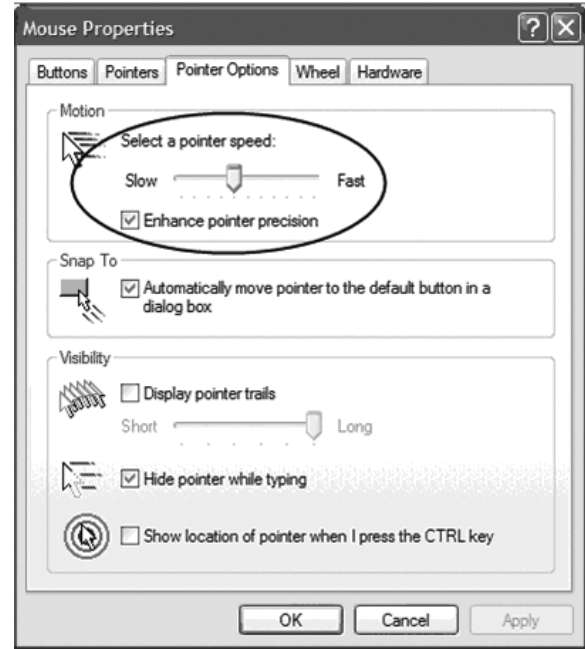 Mouse Properties
Buttons Pointers Pointer Options Wheel Hardware
Motion
Select a pointer speed:
Slow Fast
Enhance pointer precision
Snap To
Automatically move pointer to the default button in a
dialog box
Visibility
Display pointer trails
Short Long
Hide pointer while typing
Show location of pointer when I press the CTRL key
OK Cancel Apply